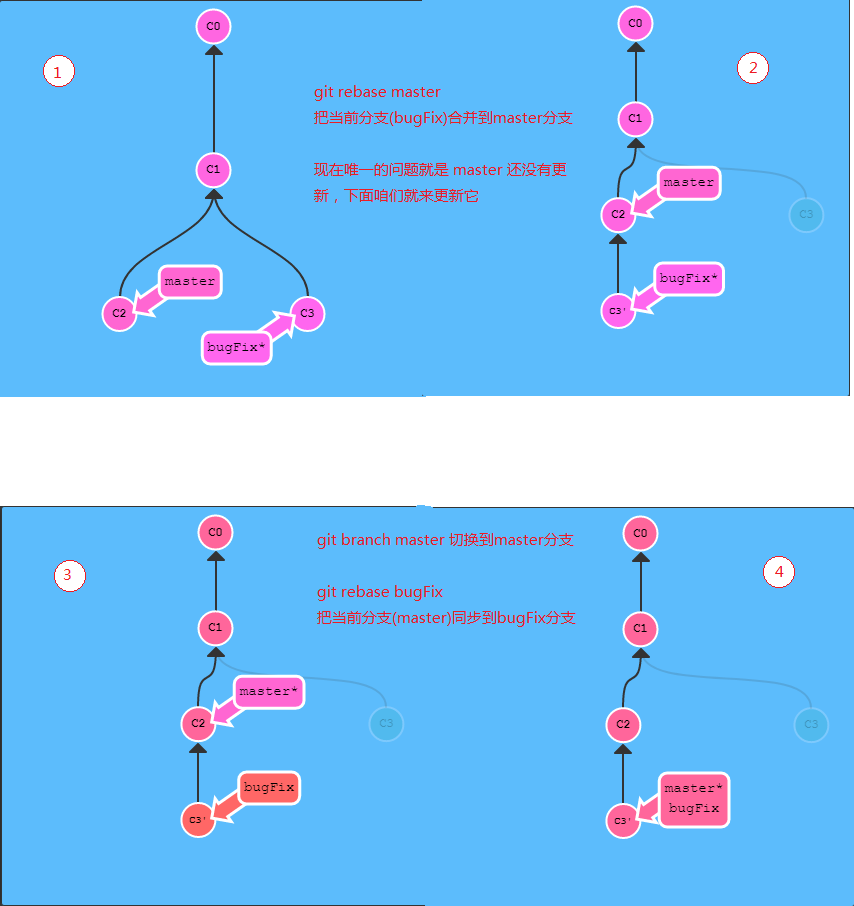 1
C0
C1
C2
master
C3
bugFix*
git rebase master
把当前分支(bugFix)合并到master分支
现在唯一的问题就是 master 还没有更
新，下面咱们就来更新它
2
C0
C1
C2
master
C3
bugFix*
C3'
3
C0
C1
C2
master*
C3
bugFix
C3'
git branch master 切换到master分支
git rebase bugFix
把当前分支(master)同步到bugFix分支
4
C0
C1
C2
C3
master*
bugFix
C3'